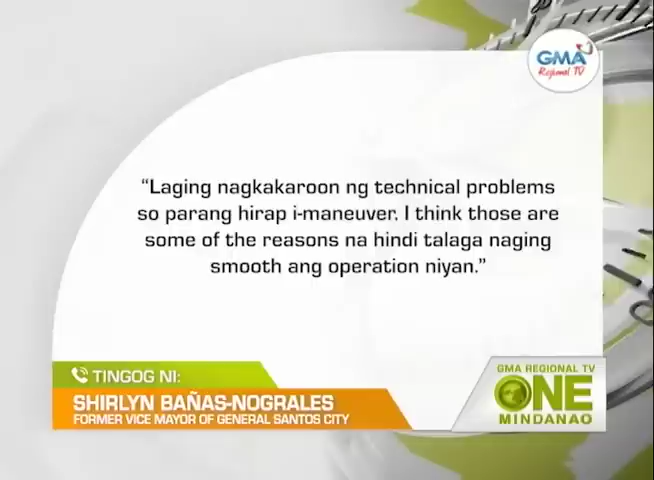 GMA
Regional TV
“Laging nagkakaroon ng technical problems
so parang hirap i-maneuver. I think those are
some of the reasons na hindi talaga naging
smooth ang operation niyan.”
TINGOG NI:
SHIRLYN BAÑAS-NOGRALES
FORMER VICE MAYOR OF GENERAL SANTOS CITY
GMA REGIONAL TV
ONE
MINDANAO